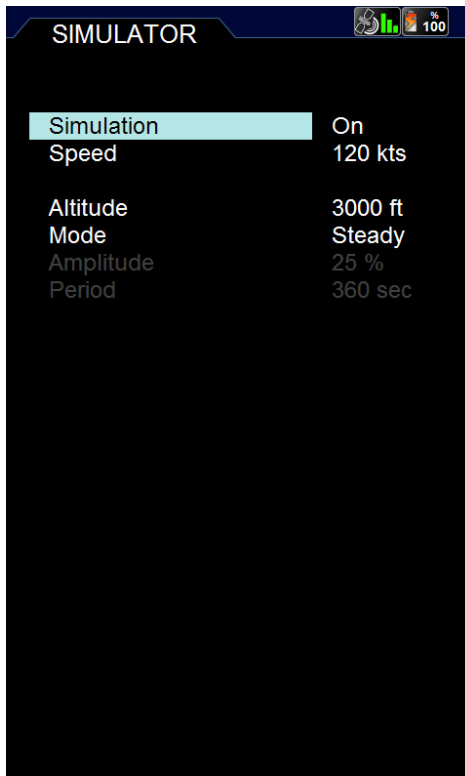 SIMULATOR
%
100
Simulation On
Speed 120 kts
Altitude 3000 ft
Mode Steady
Amplitude 25 %
Period 360 sec